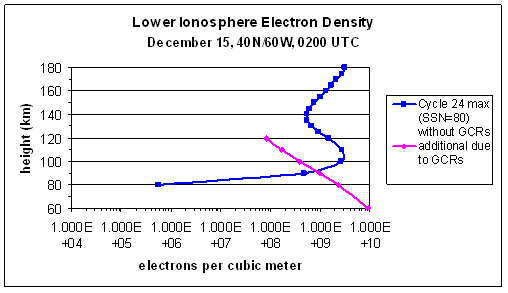 Lower Ionosphere Electron Density
December 15, 40N/60W, 0200 UTC
height (km)
180
160
140
120
100
80
60
1.000E 1.000E 1.000E 1.000E 1.000E 1.000E 1.000E
+04 +05 +06 +07 +08 +09 +10
electrons per cubic meter
Cycle 24 max
(SSN=80)
without GCRs
additional due
to GCRs